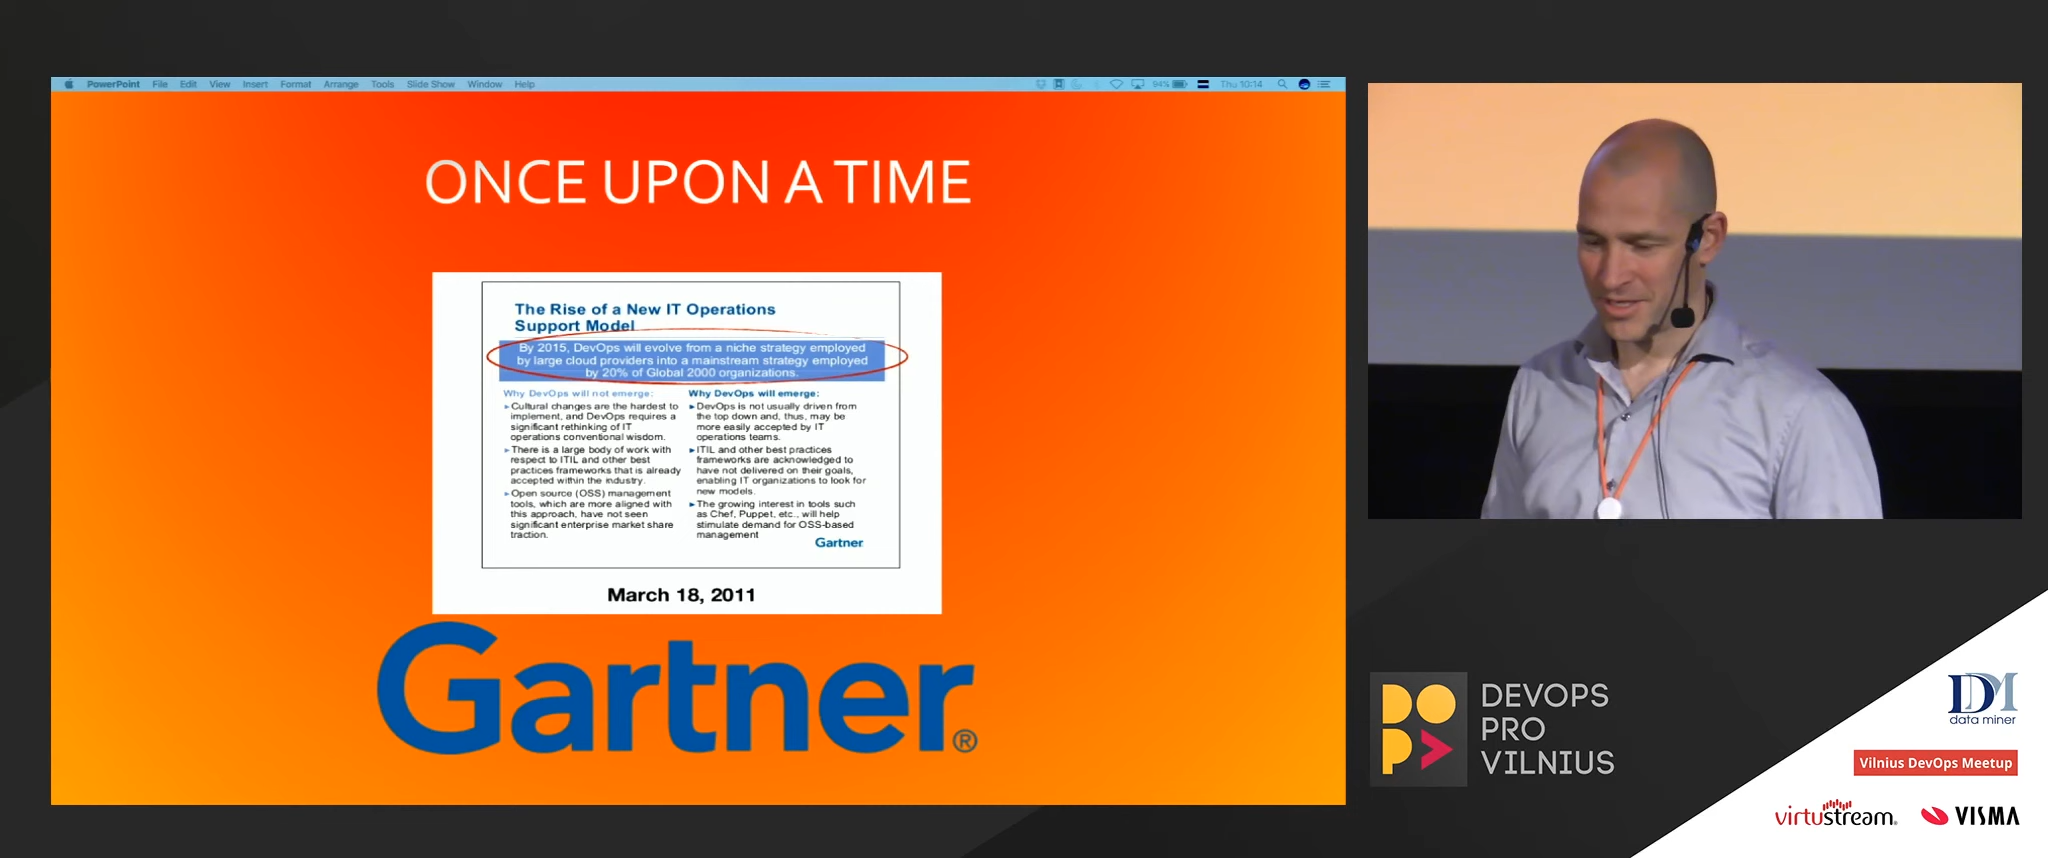 PowerPoint File Edit View Insert Format Arrange Tools Slide Show Window Help
94% Thu 10:14
ONCE UPON A TIME
The Rise of a New IT Operations
Support Model
By 2015, DevOps will evolve from a niche strategy employed
by large cloud providers into a mainstream strategy employed
by 20% of Global 2000 organizations.
Why DevOps will not emerge:
Cultural changes are the hardest to
implement, and DevOps requires a
significant rethinking of IT
operations conventional wisdom.
There is a large body of work with
respect to ITIL and other best
practices frameworks that is already
accepted within the industry.
Open source (OSS) management
tools, which are more aligned with
this approach, have not seen
significant enterprise market share
traction.
Why DevOps will emerge:
DevOps is not usually driven from
the top down and, thus, may be
more easily accepted by IT
operations teams.
ITIL and other best practices
frameworks are acknowledged to
have not delivered on their goals,
enabling IT organizations to look for
new models.
The growing interest in tools such
as Chef, Puppet, etc., will help
stimulate demand for OSS-based
management
Gartner
March 18, 2011
Gartner®
DEVOPS
PRO
VILNIUS
DM
data miner
Vilnius DevOps Meetup
virtustream
VISMA